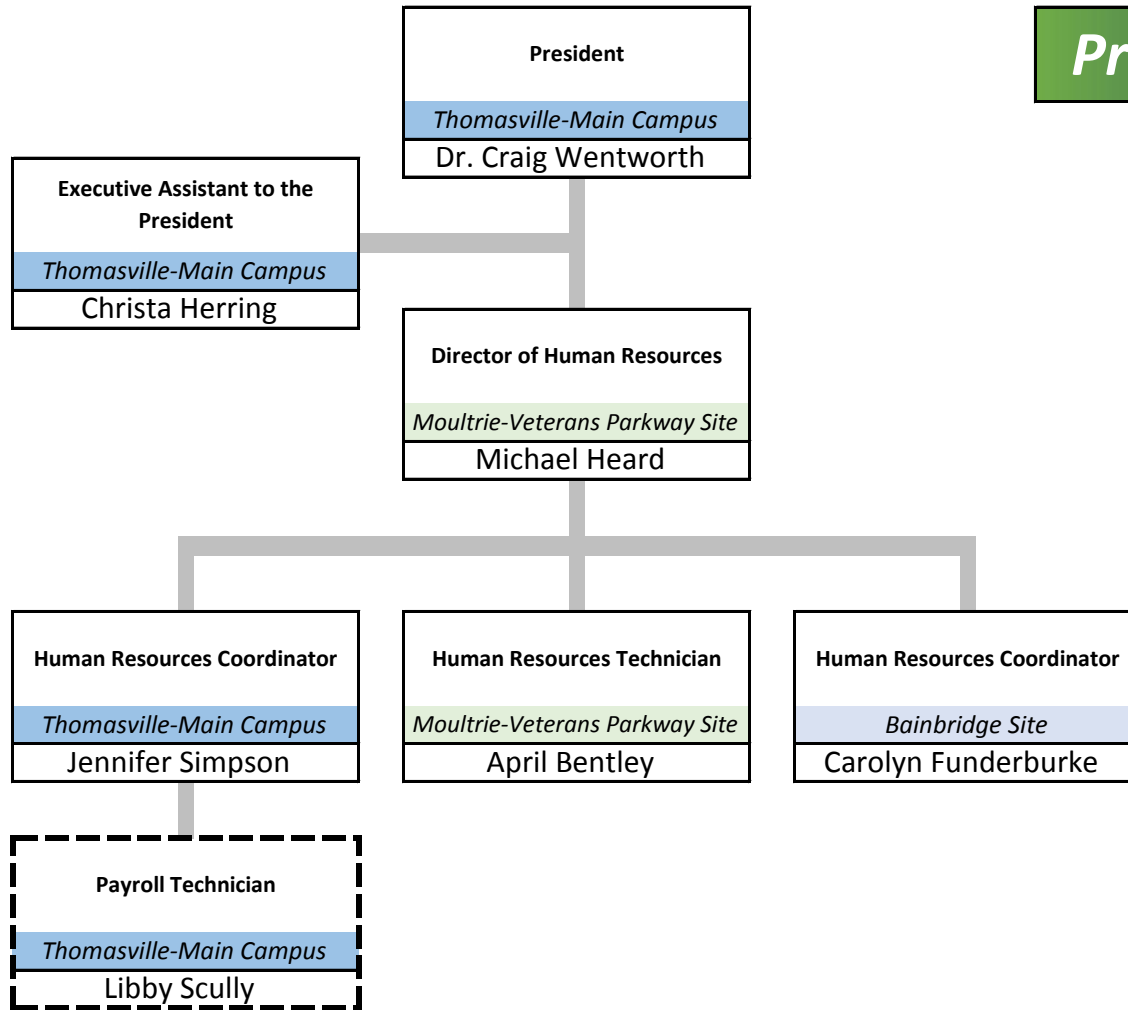 President
Thomasville-Main Campus
Dr. Craig Wentworth
Pr
Executive Assistant to the
President
Thomasville-Main Campus
Christa Herring
Director of Human Resources
Moultrie-Veterans Parkway Site
Michael Heard
Human Resources Coordinator
Thomasville-Main Campus
Jennifer Simpson
Human Resources Technician
Moultrie-Veterans Parkway Site
April Bentley
Human Resources Coordinator
Bainbridge Site
Carolyn Funderburke
Payroll Technician
Thomasville-Main Campus
Libby Scully